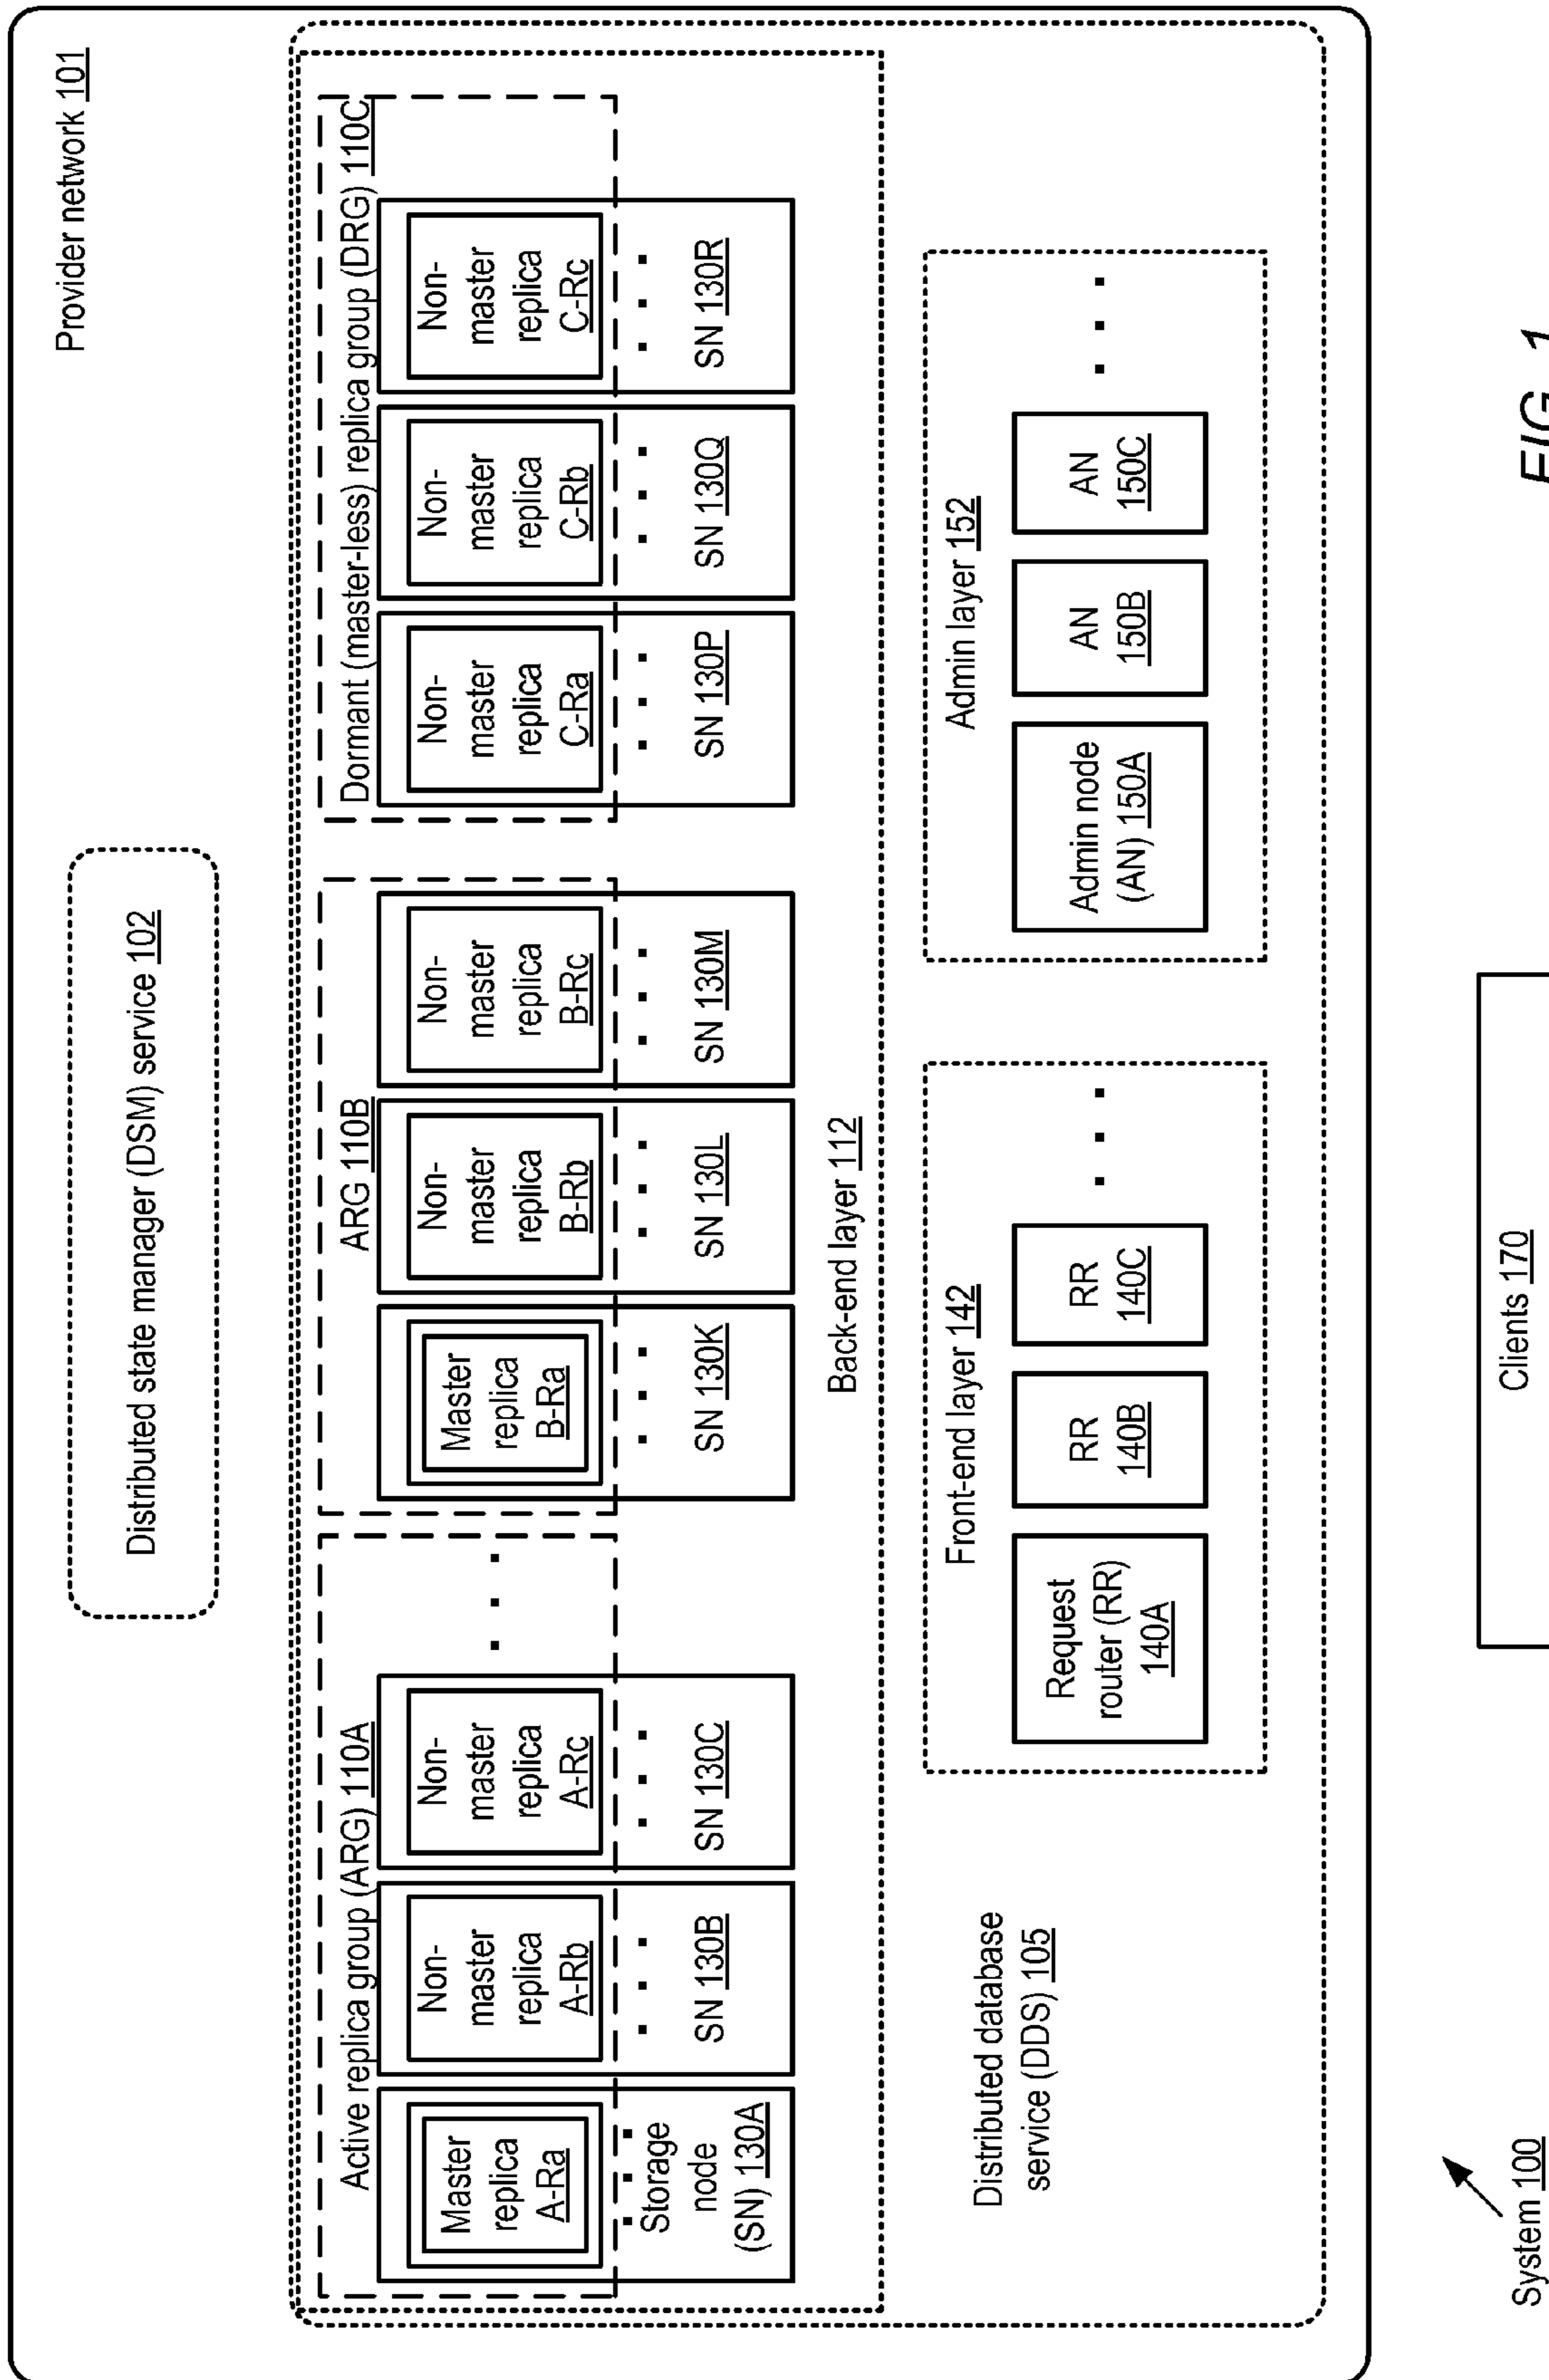 Provider network 101
Distributed state manager (DSM) service 102
Active replica group (ARG) 110A
Master
replica
A-Ra
Storage
node
(SN) 130A
Non-
master
replica
A-Rb
SN 130B
Non-
master
replica
A-Rc
SN 130C
ARG 110B
Master
replica
B-Ra
SN 130K
Non-
master
replica
B-Rb
SN 130L
Non-
master
replica
B-Rc
SN 130M
Dormant (master-less) replica group (DRG) 110C
Non-
master
replica
C-Ra
SN 130P
Non-
master
replica
C-Rb
SN 130Q
Non-
master
replica
C-Rc
SN 130R
Back-end layer 112
Distributed database
service (DDS) 105
Front-end layer 142
Request
router (RR)
140A
RR
140B
RR
140C
Admin layer 152
Admin node
(AN) 150A
AN
150B
AN
150C
System 100
Clients 170
FIG. 1